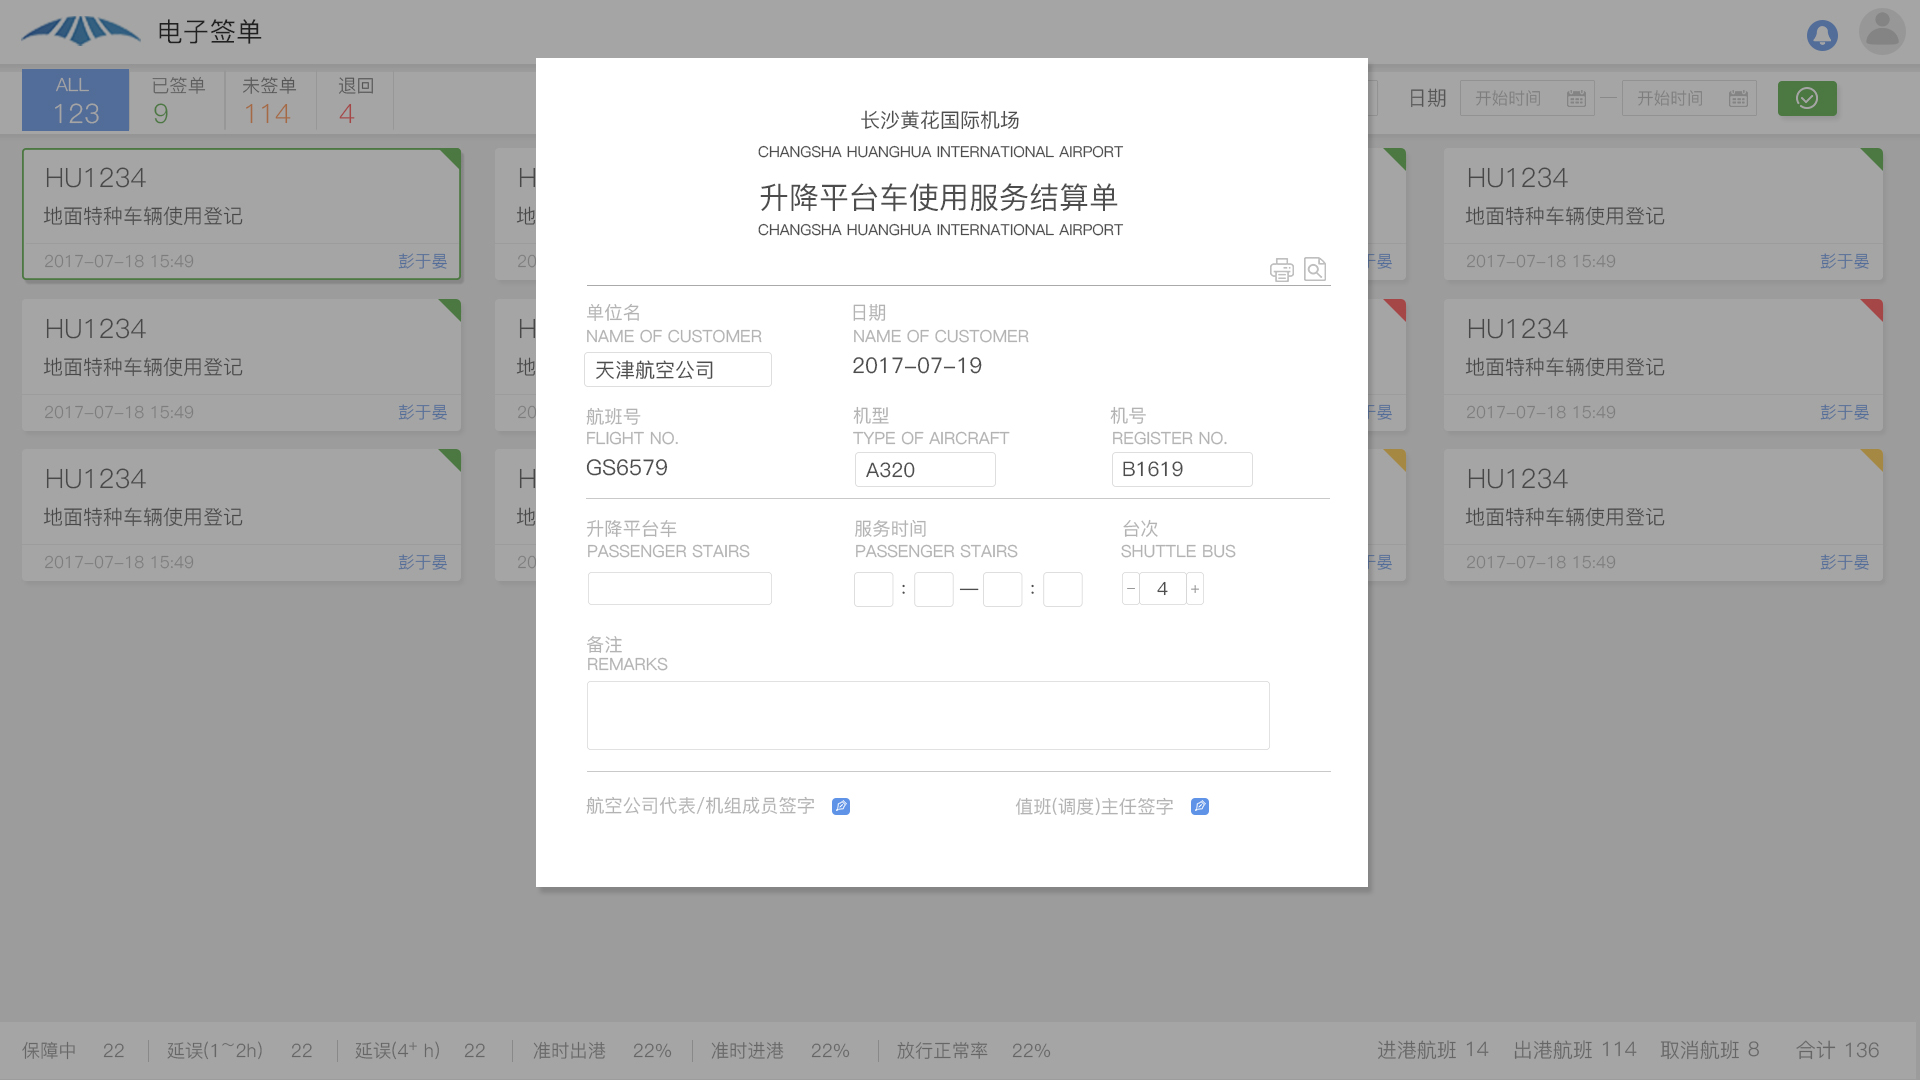 电子签单
ALL
123
已签单
9
未签单
114
退回
4
日期
开始时间
—
开始时间
HU1234
地面特种车辆使用登记
2017-07-18 15:49
彭于晏
H
地
20
于晏
HU1234
地面特种车辆使用登记
2017-07-18 15:49
彭于晏
HU1234
地面特种车辆使用登记
2017-07-18 15:49
彭于晏
H
地
20
于晏
HU1234
地面特种车辆使用登记
2017-07-18 15:49
彭于晏
HU1234
地面特种车辆使用登记
2017-07-18 15:49
彭于晏
H
地
20
于晏
HU1234
地面特种车辆使用登记
2017-07-18 15:49
彭于晏
长沙黄花国际机场
CHANGSHA HUANGHUA INTERNATIONAL AIRPORT
升降平台车使用服务结算单
CHANGSHA HUANGHUA INTERNATIONAL AIRPORT
单位名
NAME OF CUSTOMER
天津航空公司
日期
NAME OF CUSTOMER
2017-07-19
航班号
FLIGHT NO.
GS6579
机型
TYPE OF AIRCRAFT
A320
机号
REGISTER NO.
B1619
升降平台车
PASSENGER STAIRS
服务时间
PASSENGER STAIRS
: — :
台次
SHUTTLE BUS
- 4 +
备注
REMARKS
航空公司代表/机组成员签字
值班(调度)主任签字
保障中 22
延误(1~2h) 22
延误(4+ h) 22
准时出港 22%
准时进港 22%
放行正常率 22%
进港航班 14
出港航班 114
取消航班 8
合计 136